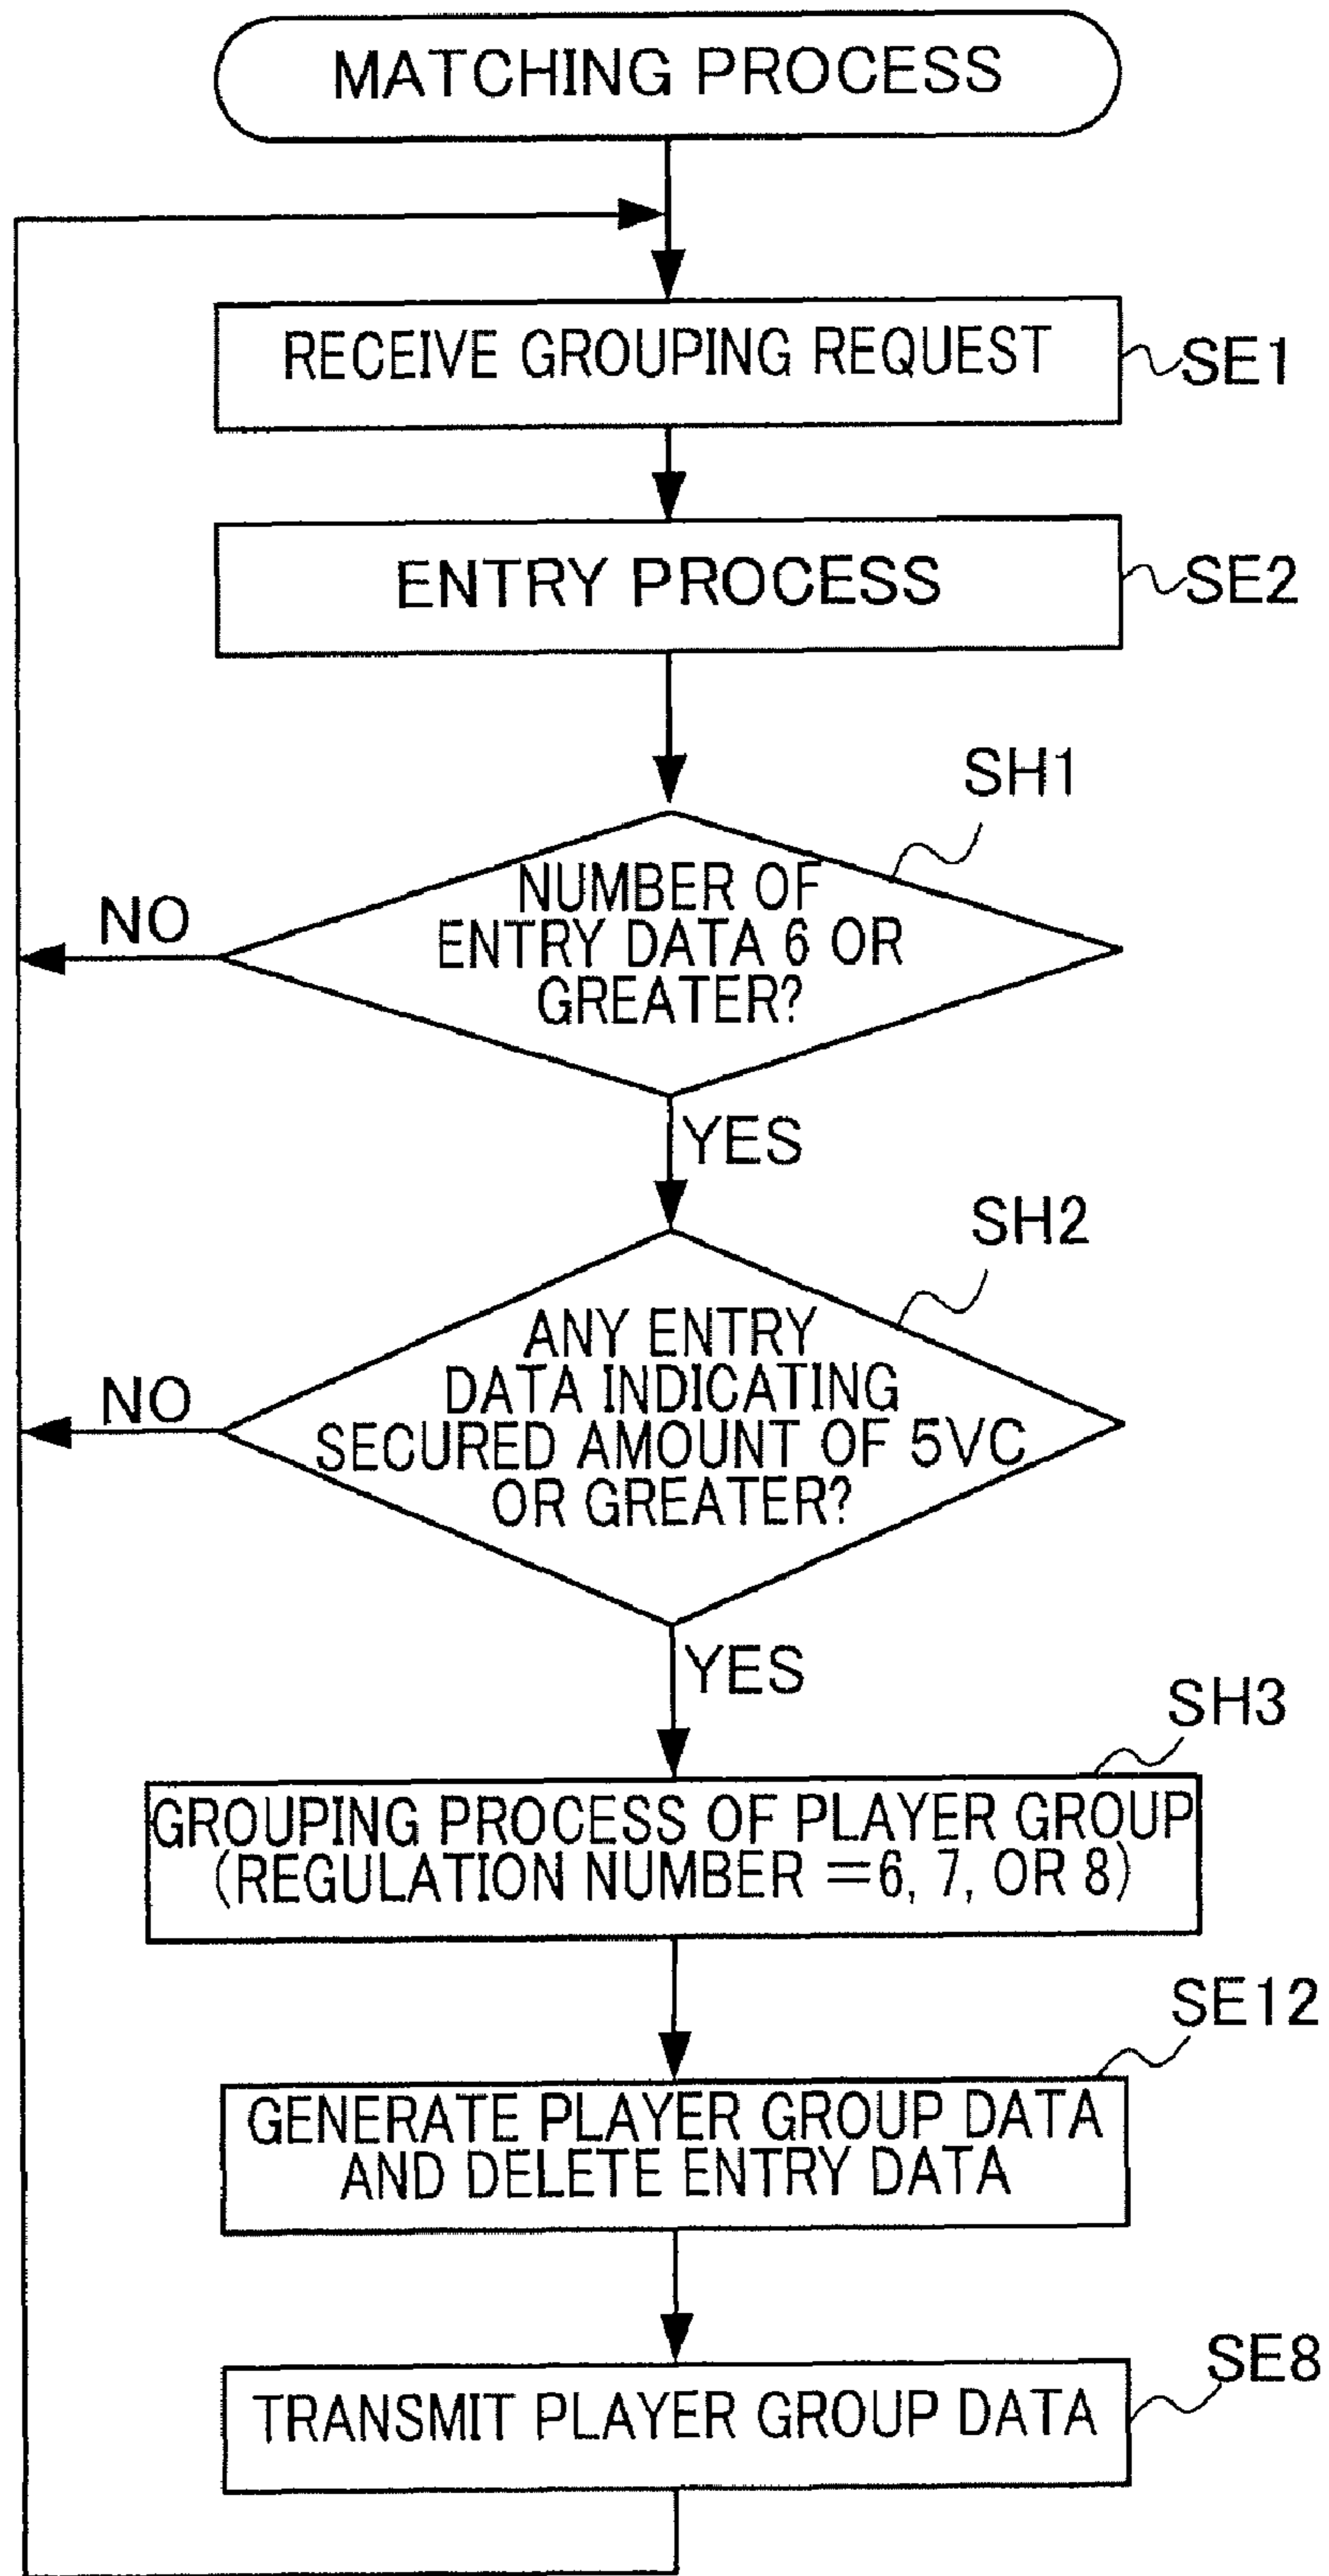 MATCHING PROCESS
RECEIVE GROUPING REQUEST
SE1
ENTRY PROCESS
SE2
SH1
NUMBER OF
ENTRY DATA 6 OR
GREATER?
NO
YES
SH2
ANY ENTRY
DATA INDICATING
SECURED AMOUNT OF 5VC
OR GREATER?
NO
YES
SH3
GROUPING PROCESS OF PLAYER GROUP
(REGULATION NUMBER =6, 7, OR 8)
SE12
GENERATE PLAYER GROUP DATA
AND DELETE ENTRY DATA
SE8
TRANSMIT PLAYER GROUP DATA